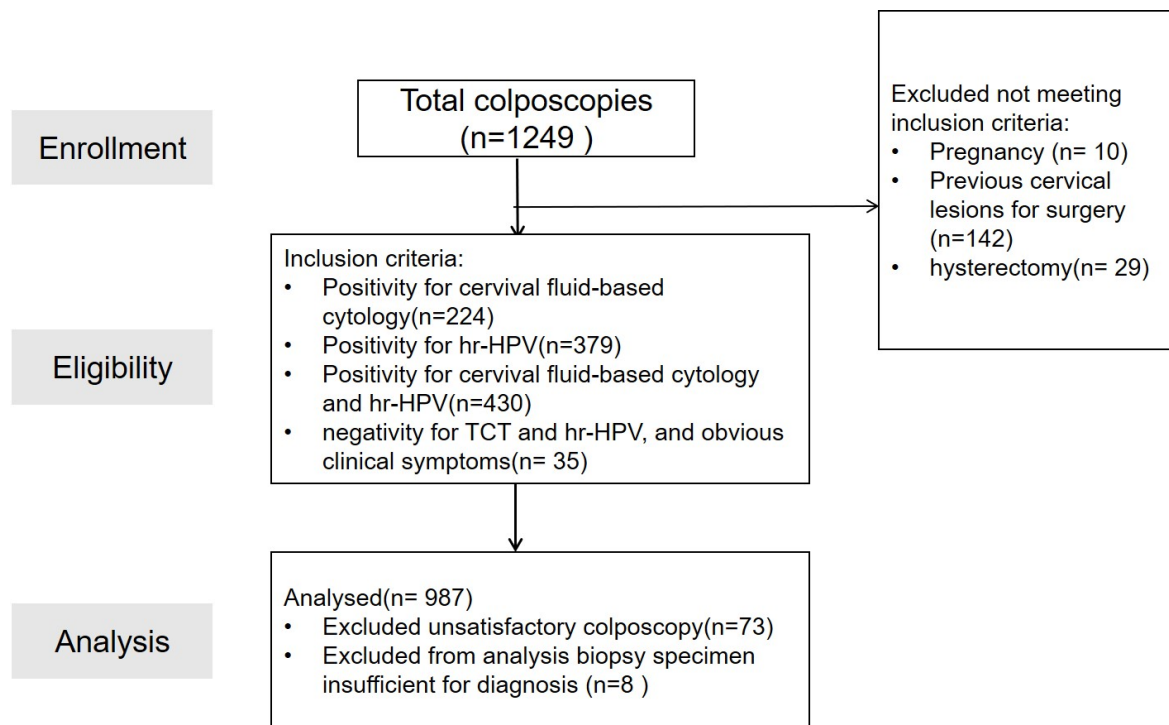 Enrollment
Total colposcopies
(n=1249 )
Excluded not meeting
inclusion criteria:
• Pregnancy (n= 10)
• Previous cervical
lesions for surgery
(n=142)
• hysterectomy(n= 29)
Eligibility
Inclusion criteria:
• Positivity for cervival fluid-based
cytology(n=224)
• Positivity for hr-HPV(n=379)
• Positivity for cervival fluid-based cytology
and hr-HPV(n=430)
• negativity for TCT and hr-HPV, and obvious
clinical symptoms(n= 35)
Analysis
Analysed(n= 987)
• Excluded unsatisfactory colposcopy(n=73)
• Excluded from analysis biopsy specimen
insufficient for diagnosis (n=8 )